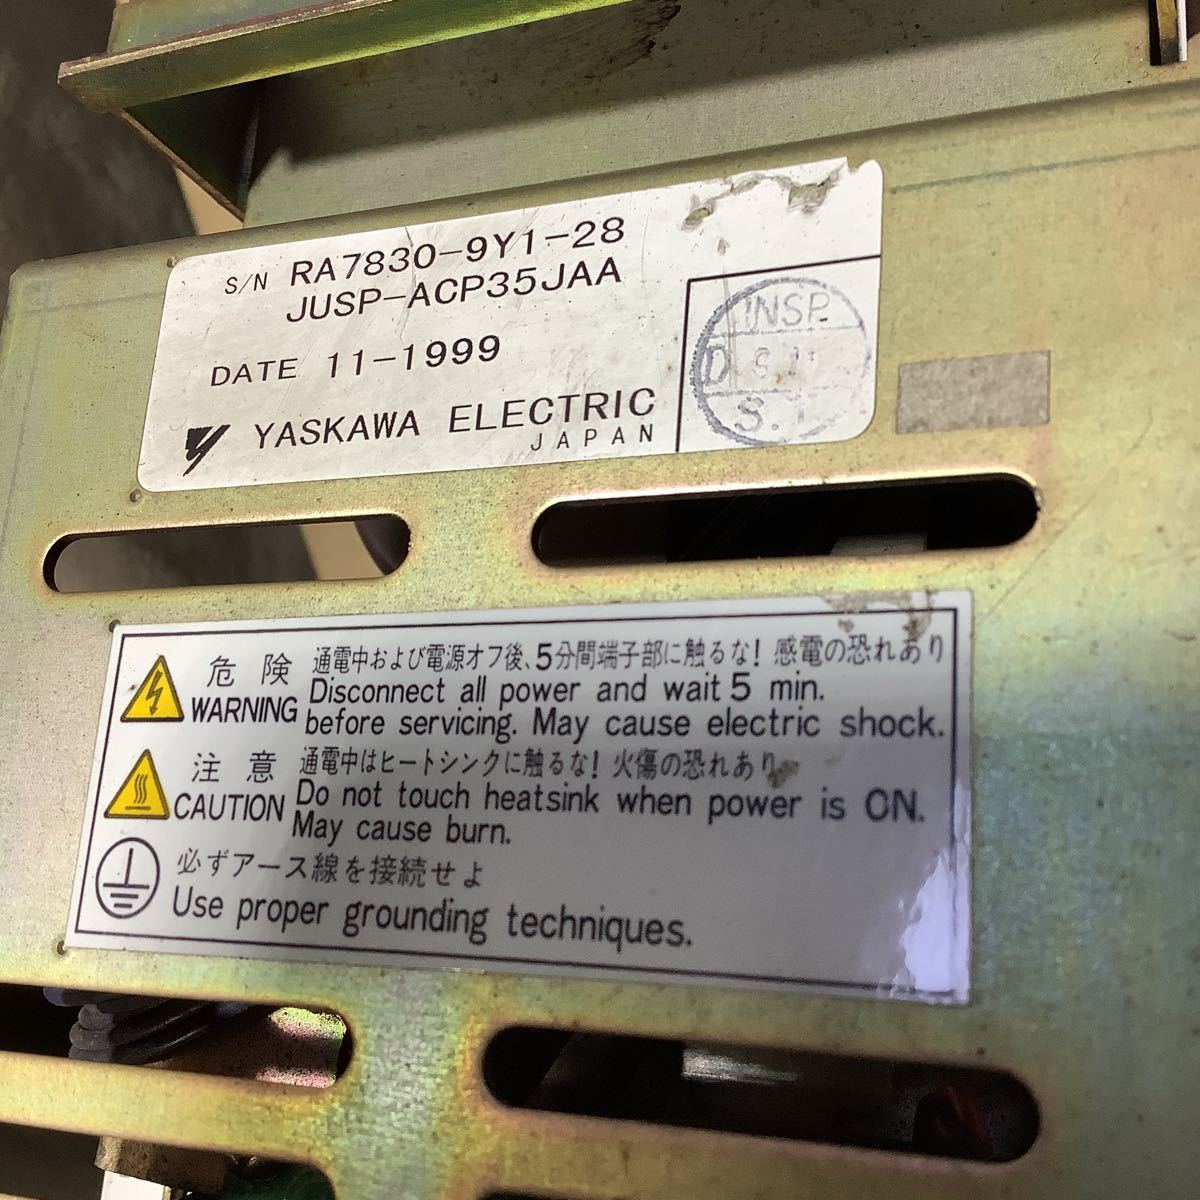 S/N RA7830-9Y1-28
JUSP-ACP35JAA
DATE 11-1999
YASKAWA ELECTRIC
JAPAN
INSP.
D
S.
危険 通電中および電源オフ後、5分間端子部に触るな! 感電の恐れあり
WARNING Disconnect all power and wait 5 min.
before servicing. May cause electric shock.
注意 通電中はヒートシンクに触るな! 火傷の恐れあり
CAUTION Do not touch heatsink when power is ON.
May cause burn.
必ずアース線を接続せよ
Use proper grounding techniques.